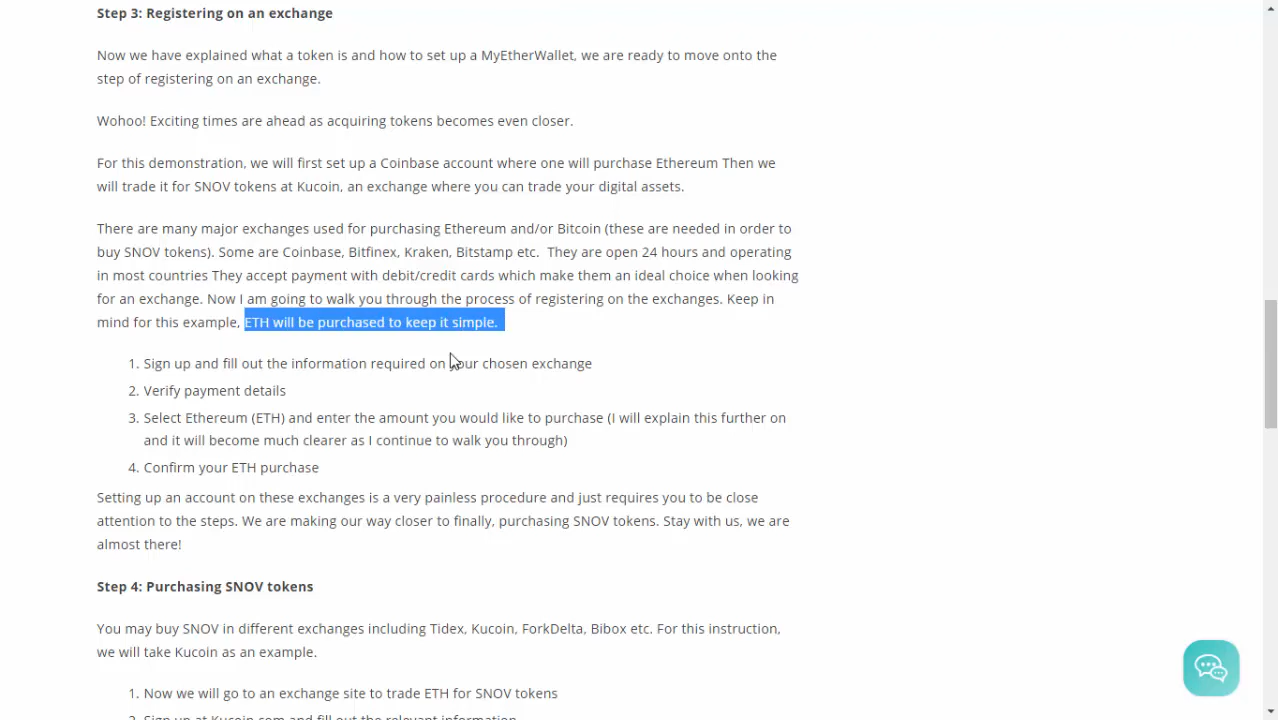 Step 3: Registering on an exchange
Now we have explained what a token is and how to set up a MyEtherWallet, we are ready to move onto the
step of registering on an exchange.
Wohoo! Exciting times are ahead as acquiring tokens becomes even closer.
For this demonstration, we will first set up a Coinbase account where one will purchase Ethereum Then we
will trade it for SNOV tokens at Kucoin, an exchange where you can trade your digital assets.
There are many major exchanges used for purchasing Ethereum and/or Bitcoin (these are needed in order to
buy SNOV tokens). Some are Coinbase, Bitfinex, Kraken, Bitstamp etc.  They are open 24 hours and operating
in most countries They accept payment with debit/credit cards which make them an ideal choice when looking
for an exchange. Now I am going to walk you through the process of registering on the exchanges. Keep in
mind for this example, ETH will be purchased to keep it simple.
1. Sign up and fill out the information required on your chosen exchange
2. Verify payment details
3. Select Ethereum (ETH) and enter the amount you would like to purchase (I will explain this further on
and it will become much clearer as I continue to walk you through)
4. Confirm your ETH purchase
Setting up an account on these exchanges is a very painless procedure and just requires you to be close
attention to the steps. We are making our way closer to finally, purchasing SNOV tokens. Stay with us, we are
almost there!
Step 4: Purchasing SNOV tokens
You may buy SNOV in different exchanges including Tidex, Kucoin, ForkDelta, Bibox etc. For this instruction,
we will take Kucoin as an example.
1. Now we will go to an exchange site to trade ETH for SNOV tokens
Sign up at Kucoin.com and fill out the relevant information